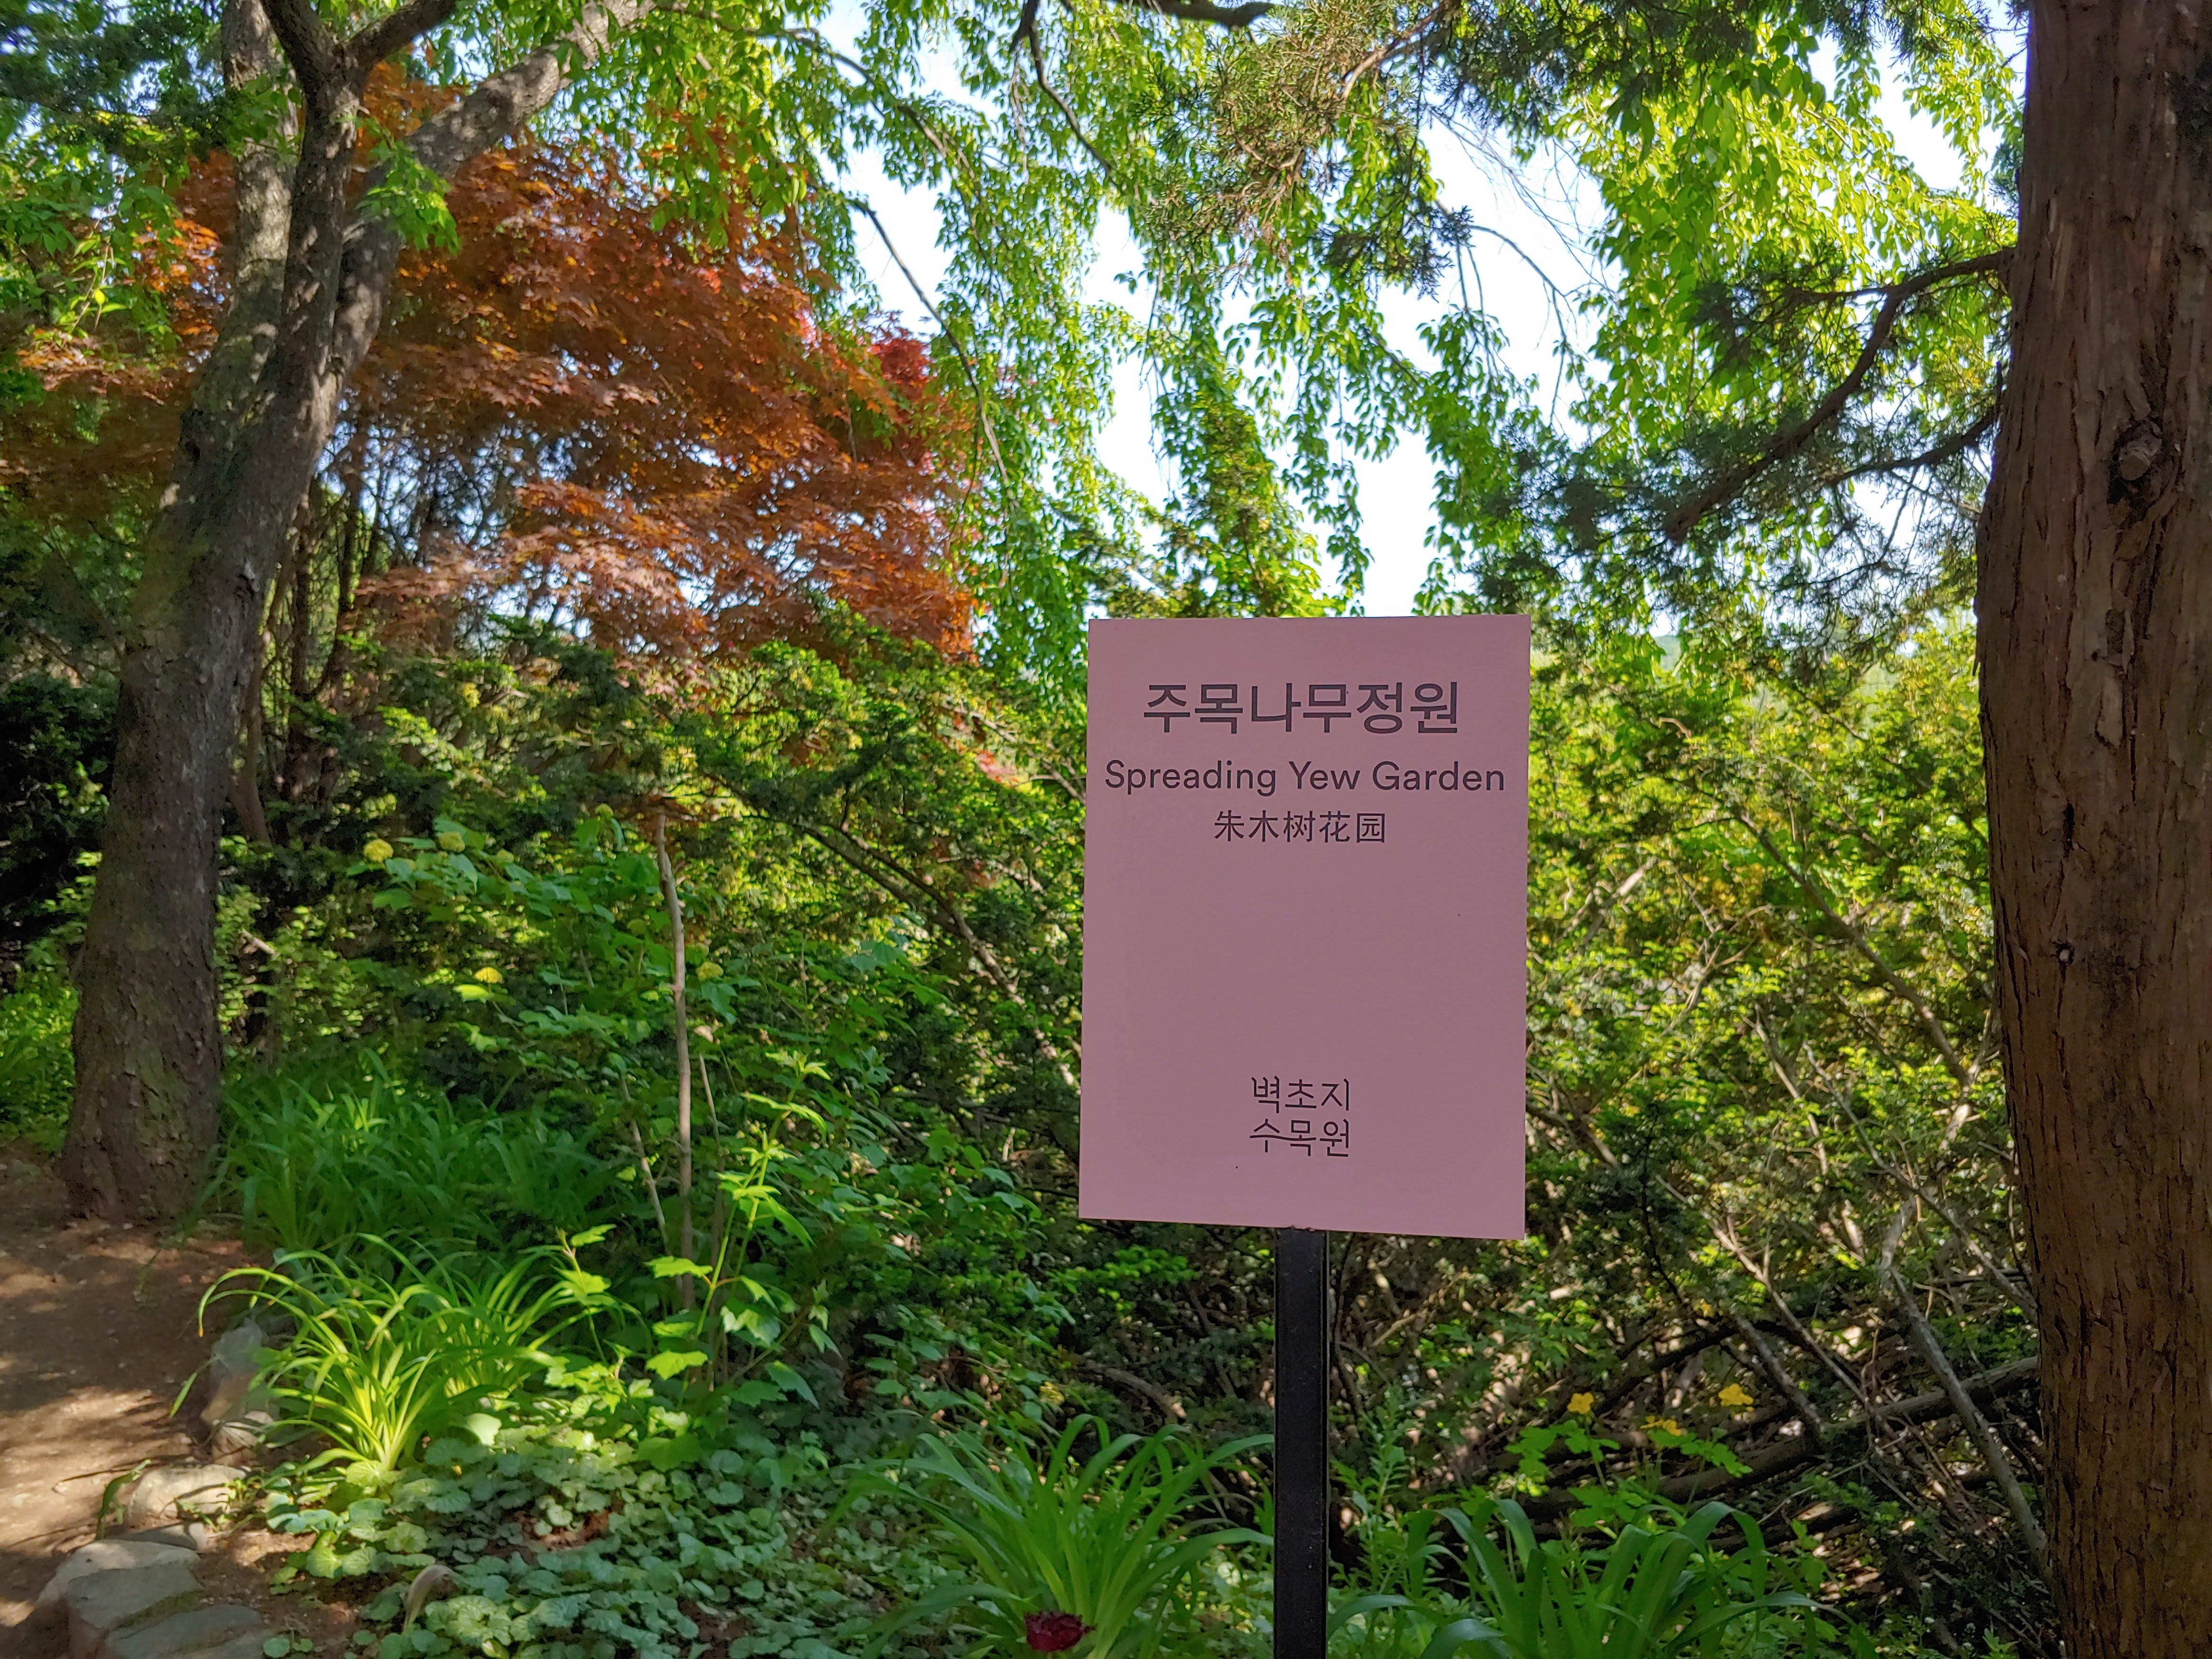 주목나무정원
Spreading Yew Garden
朱木树花园
벽초지
수목원